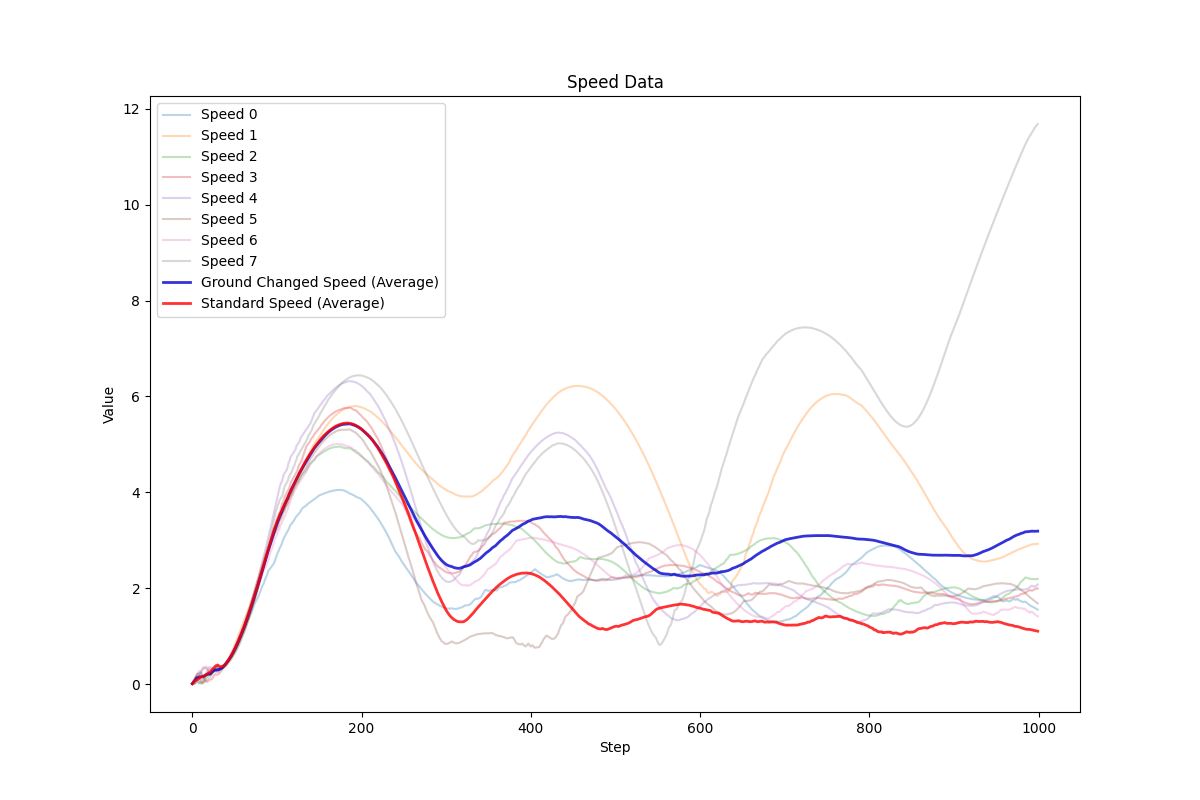 Speed Data
12
10
8
6
4
2
0
Value
Speed 0
Speed 1
Speed 2
Speed 3
Speed 4
Speed 5
Speed 6
Speed 7
Ground Changed Speed (Average)
Standard Speed (Average)
0
200
400
600
800
1000
Step